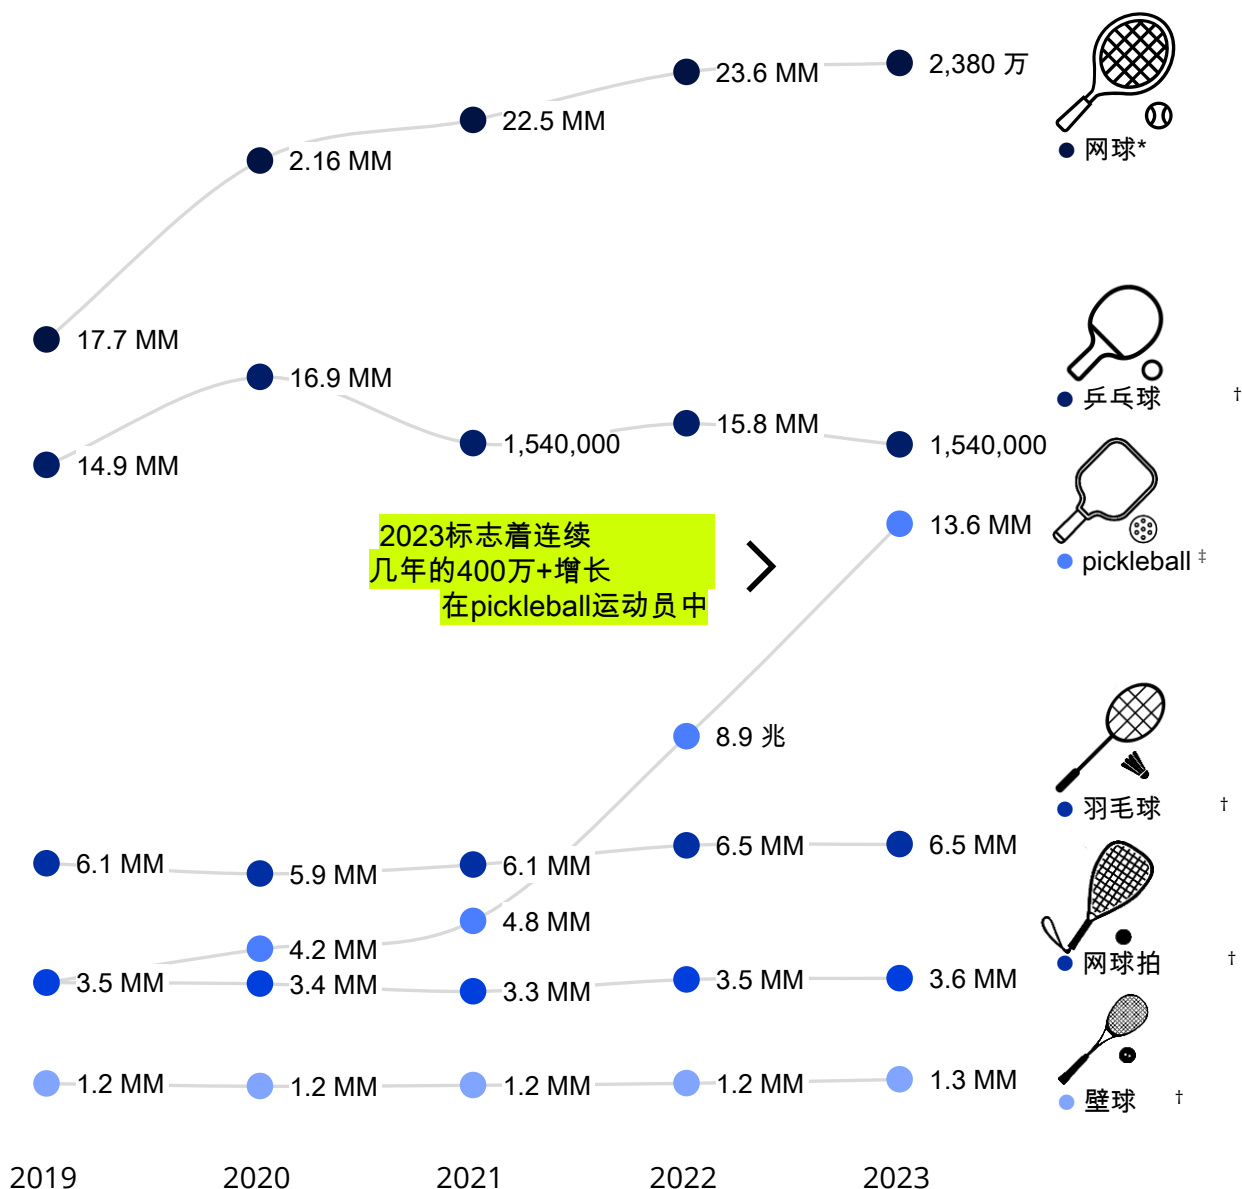 23.6 MM
2,380 万
22.5 MM
2.16 MM
网球*
17.7 MM
16.9 MM
乒乓球 †
15.8 MM
1,540,000
1,540,000
14.9 MM
13.6 MM
2023标志着连续
几年的400万+增长
在pickleball运动员中
pickleball ‡
8.9 兆
羽毛球 †
6.1 MM
5.9 MM
6.1 MM
6.5 MM
6.5 MM
4.8 MM
4.2 MM
网球拍 †
3.5 MM
3.4 MM
3.3 MM
3.5 MM
3.6 MM
1.2 MM
1.2 MM
1.2 MM
1.2 MM
1.3 MM
壁球 †
2019 2020 2021 2022 2023